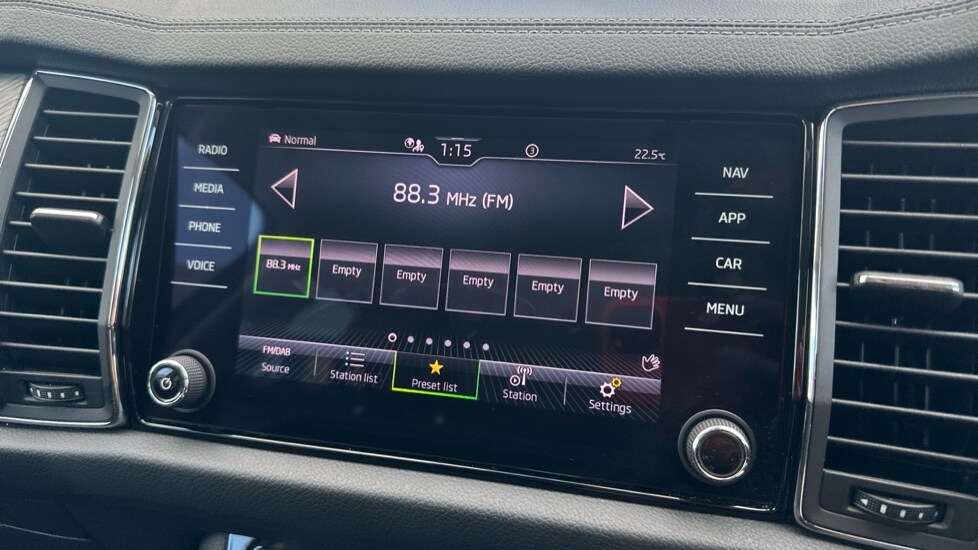 RADIO
MEDIA
PHONE
VOICE
Normal
1:15
3
22.5°C
88.3 MHz (FM)
88.3 MHz
Empty
Empty
Empty
Empty
Empty
FM/DAB
Source
Station list
Preset list
Station
Settings
NAV
APP
CAR
MENU